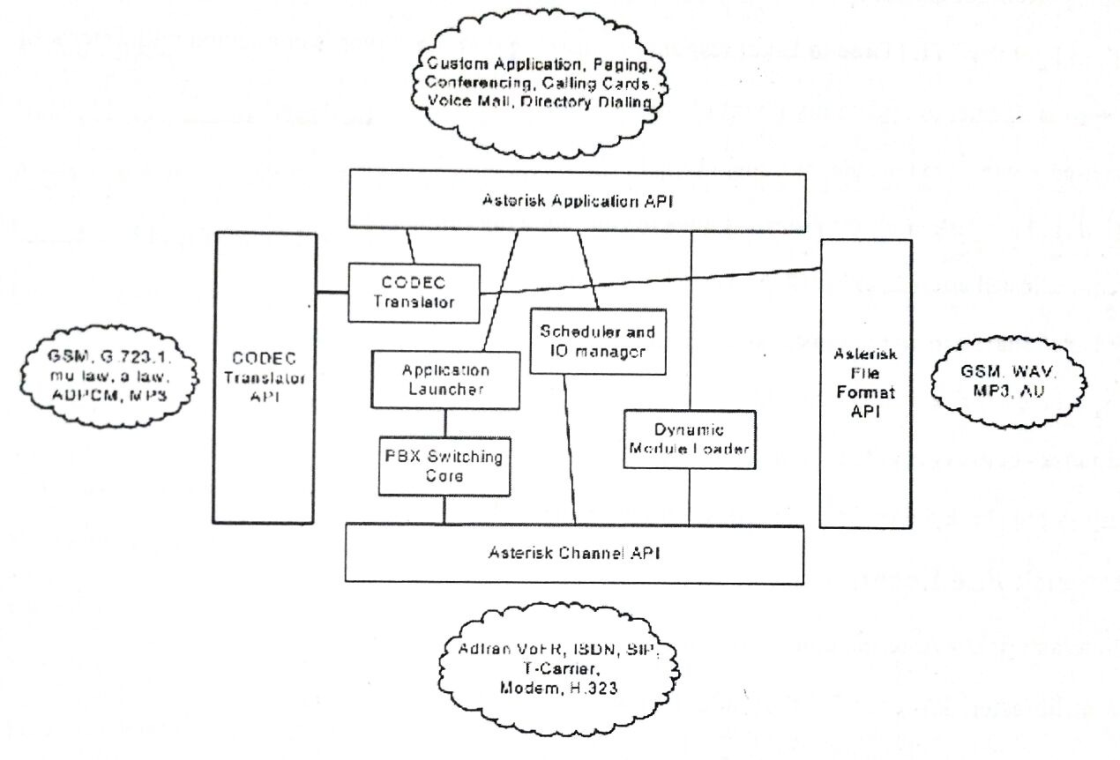 Custom Application, Paging,
Conferencing, Calling Cards,
Voice Mail, Directory Dialing
Asterisk Application API
CODEC
Translator
Scheduler and
IO manager
GSM, G.723.1,
mu law, a law,
ADPCM, MP3
CODEC
Translator
API
Application
Launcher
Asterisk
File
Format
API
GSM, WAV,
MP3, AU
Dynamic
Module Loader
PBX Switching
Core
Asterisk Channel API
Adtran VoFR, ISDN, SIP,
T-Carrier,
Modem, H.323